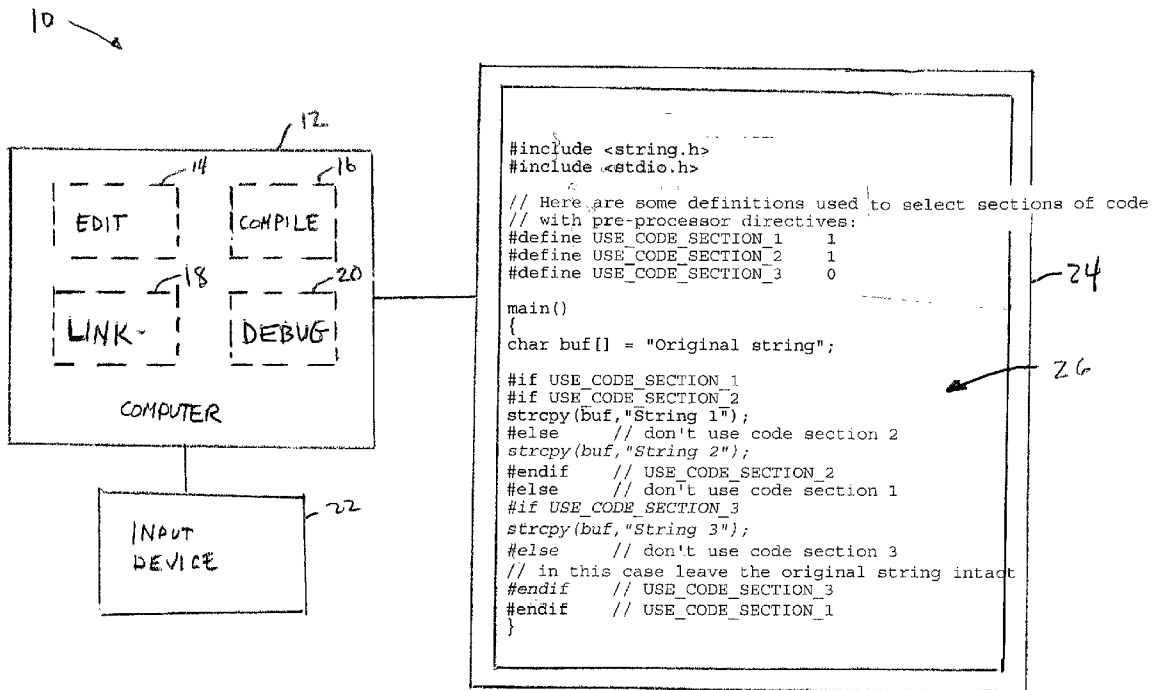 10
12
14
EDIT
16
COMPILE
18
LINK
20
DEBUG
COMPUTER
22
INPUT
DEVICE
#include <string.h>
#include <stdio.h>
// Here are some definitions used to select sections of code
// with pre-processor directives:
#define USE_CODE_SECTION_1 1
#define USE_CODE_SECTION_2 1
#define USE_CODE_SECTION_3 0
main()
{
char buf[] = "Original string";
#if USE_CODE_SECTION_1
#if USE_CODE_SECTION_2
strcpy(buf,"String 1");
#else // don't use code section 2
strcpy(buf,"String 2");
#endif // USE_CODE_SECTION_2
#else // don't use code section 1
#if USE_CODE_SECTION_3
strcpy(buf,"String 3");
#else // don't use code section 3
// in this case leave the original string intact
#endif // USE_CODE_SECTION_3
#endif // USE_CODE_SECTION_1
}
24
26